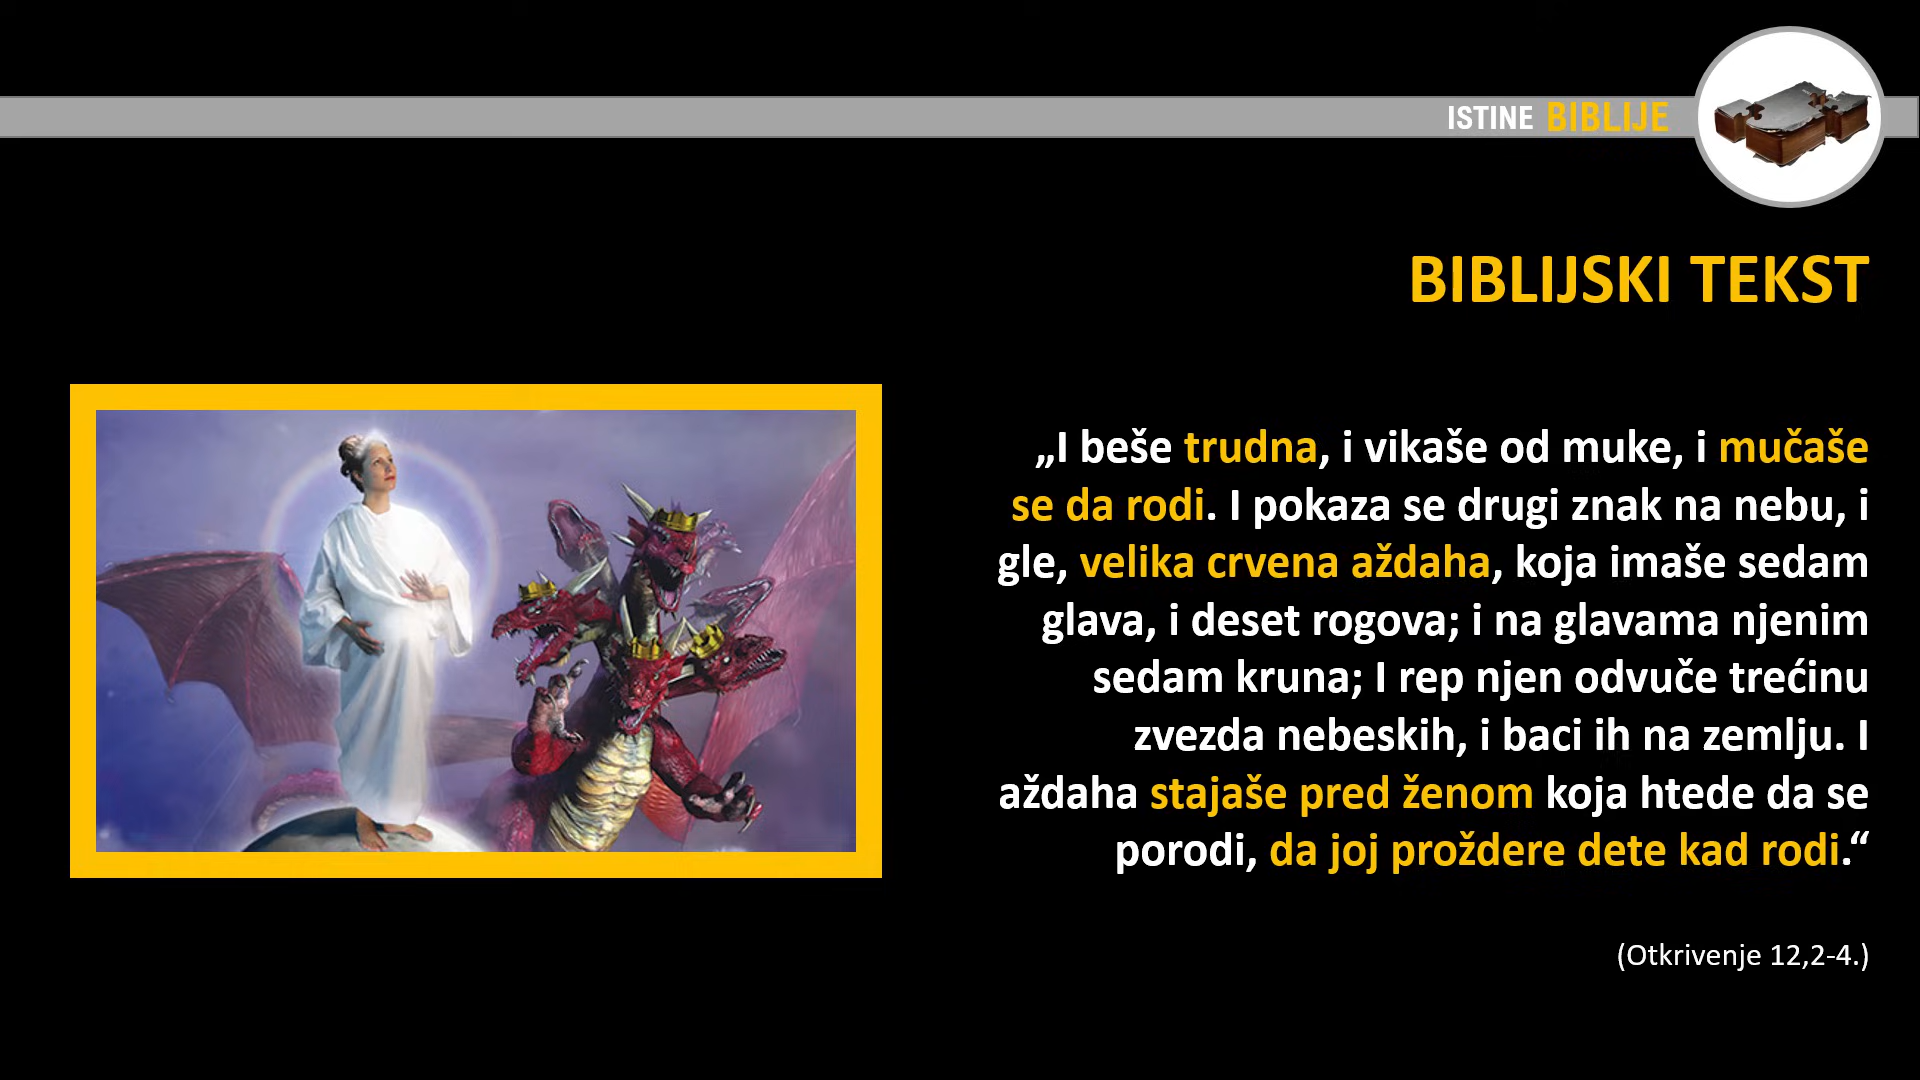 ISTINE BIBLIJE
BIBLIJSKI TEKST
„I beše trudna, i vikaše od muke, i mučaše
se da rodi. I pokaza se drugi znak na nebu, i
gle, velika crvena aždaha, koja imaše sedam
glava, i deset rogova; i na glavama njenim
sedam kruna; I rep njen odvuče trećinu
zvezda nebeskih, i baci ih na zemlju. I
aždaha stajaše pred ženom koja htede da se
porodi, da joj proždere dete kad rodi.“
(Otkrivenje 12,2-4.)